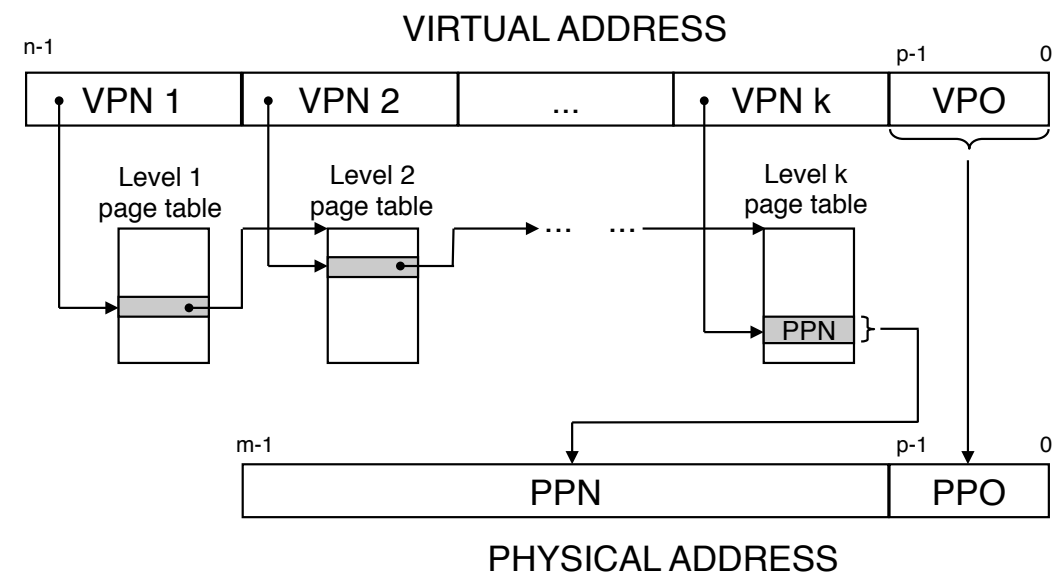 VIRTUAL ADDRESS
n-1 p-1 0
VPN 1 VPN 2 ... VPN k VPO
Level 1 page table
Level 2 page table
Level k page table
... ...
PPN
m-1 p-1 0
PPN PPO
PHYSICAL ADDRESS